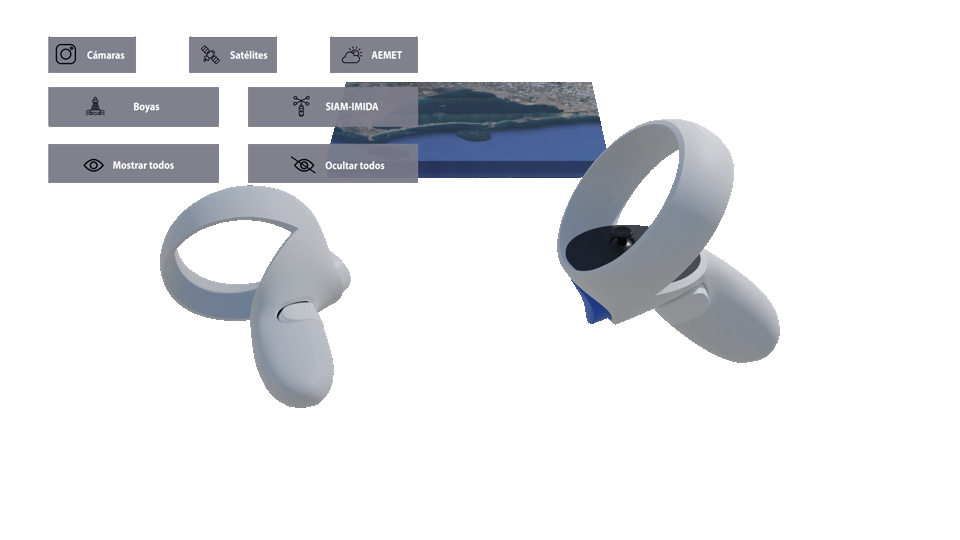 Cámaras
Satélites
AEMET
Boyas
SIAM-IMIDA
Mostrar todos
Ocultar todos